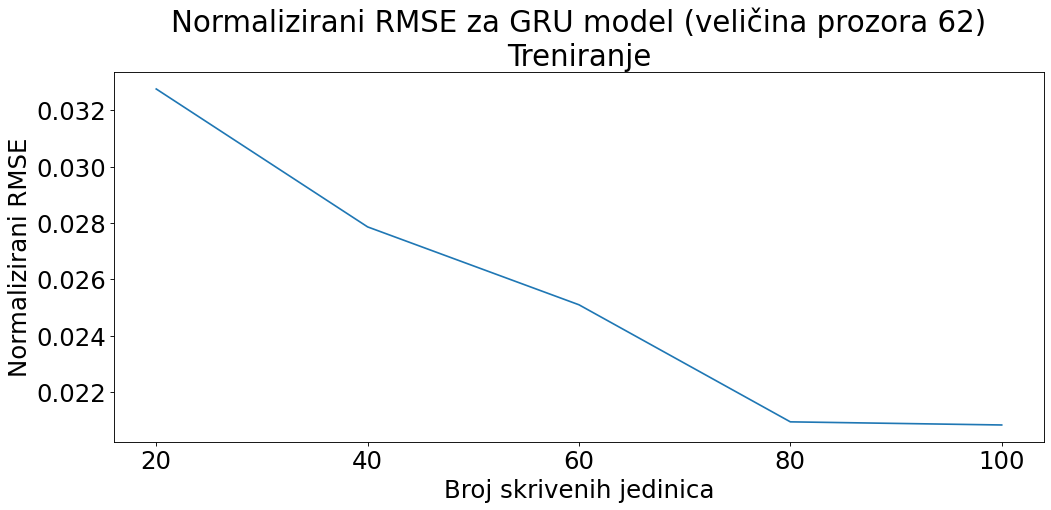 Normalizirani RMSE za GRU model (veličina prozora 62)
Treniranje
Normalizirani RMSE
0.032
0.030
0.028
0.026
0.024
0.022
20 40 60 80 100
Broj skrivenih jedinica